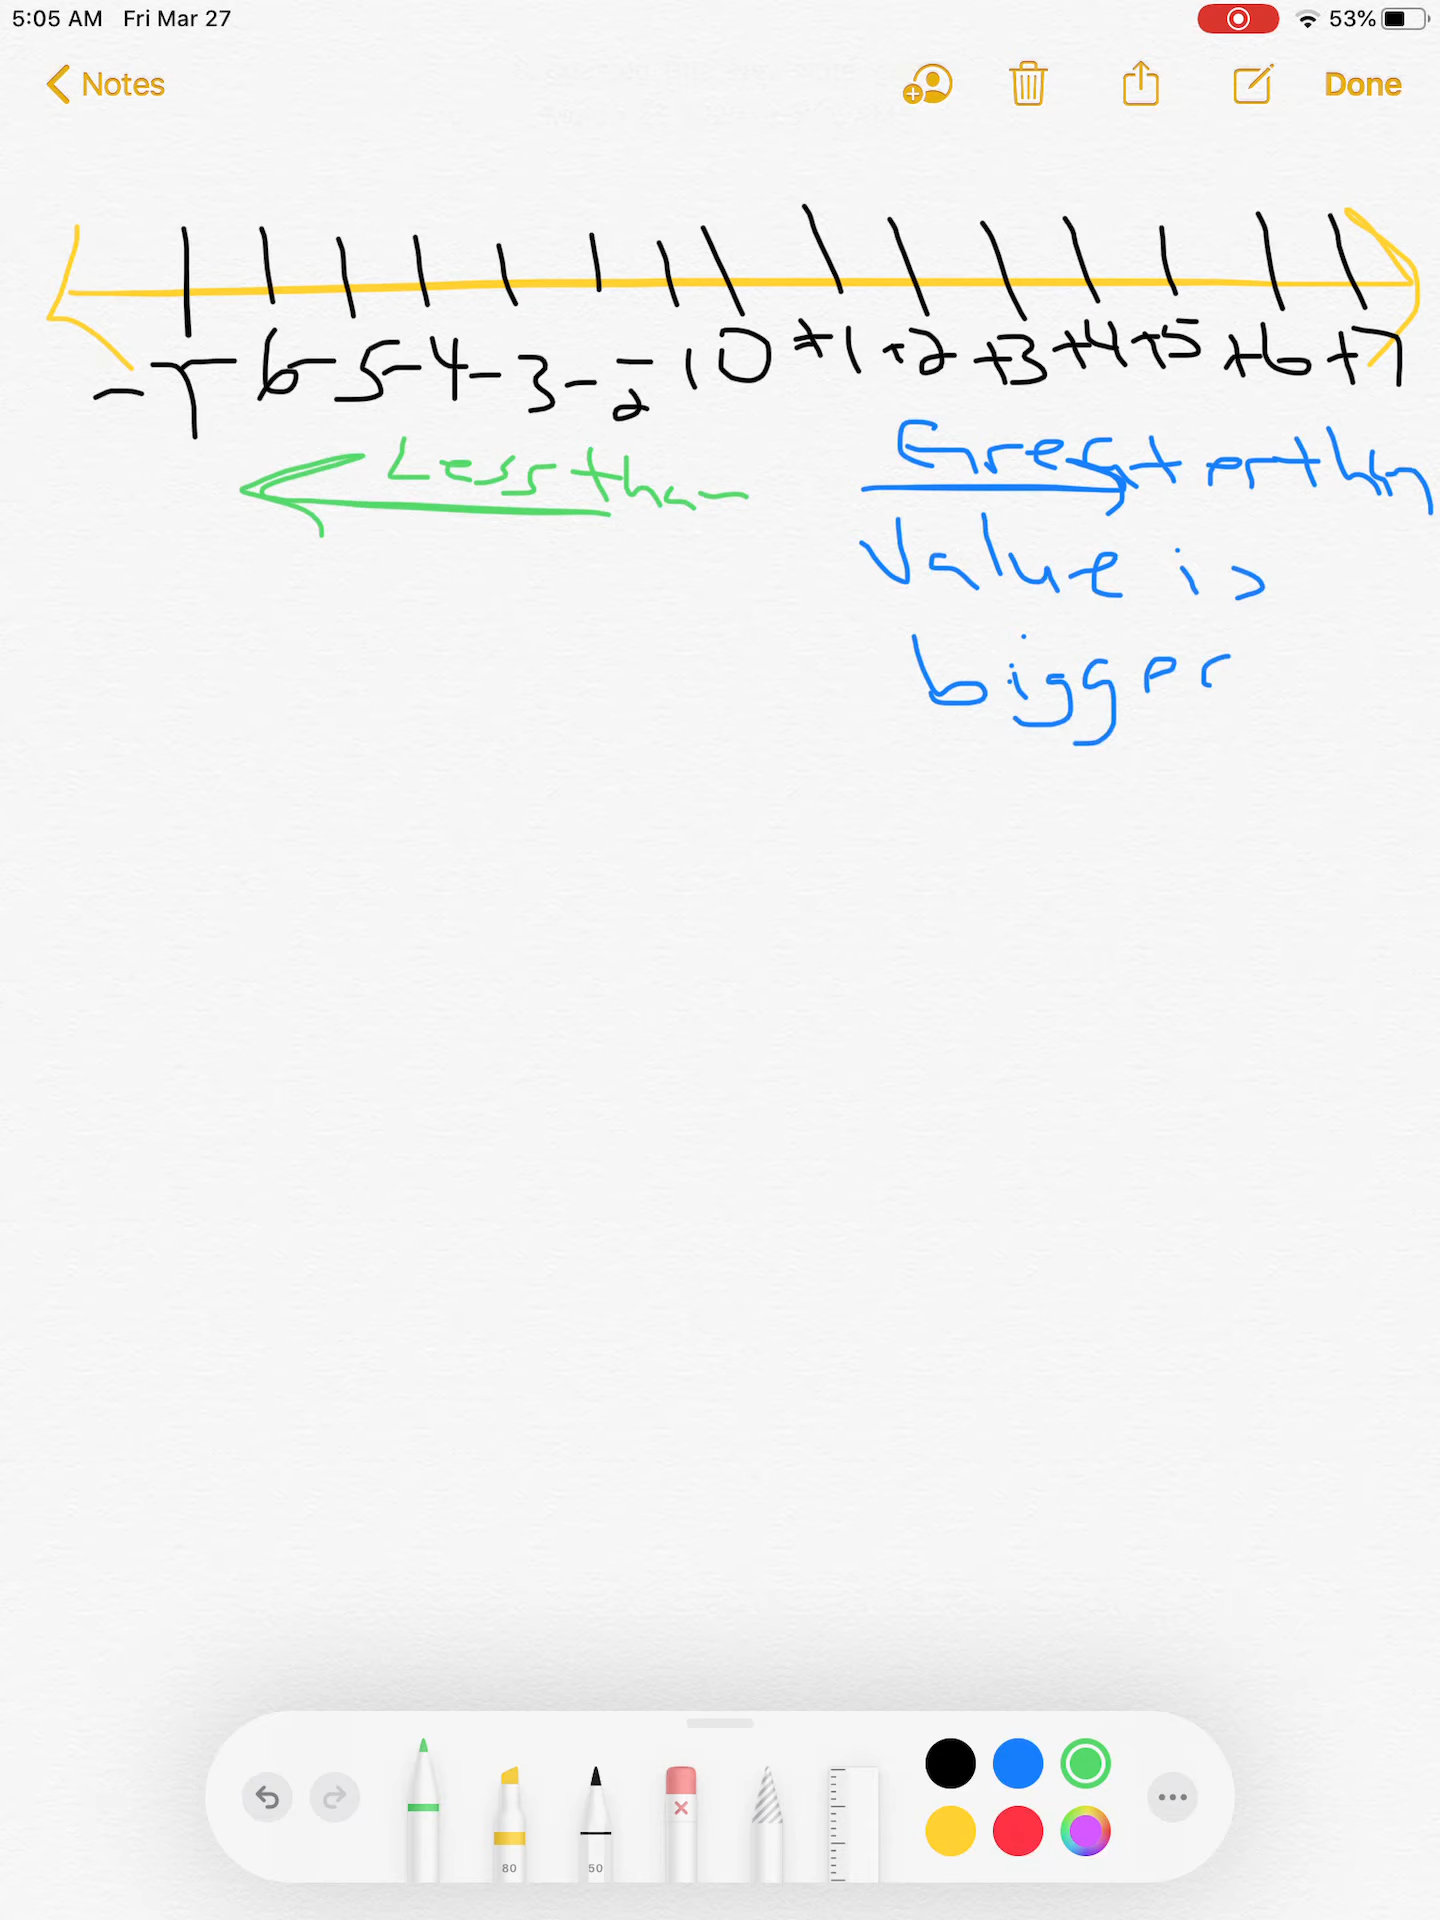 5:05 AM Fri Mar 27 53%
Notes Done
-7 -6 -5 -4 -3 -2 -1 0 +1 +2 +3 +4 +5 +6 +7
Less than Greater than
Value is
bigger
80 50